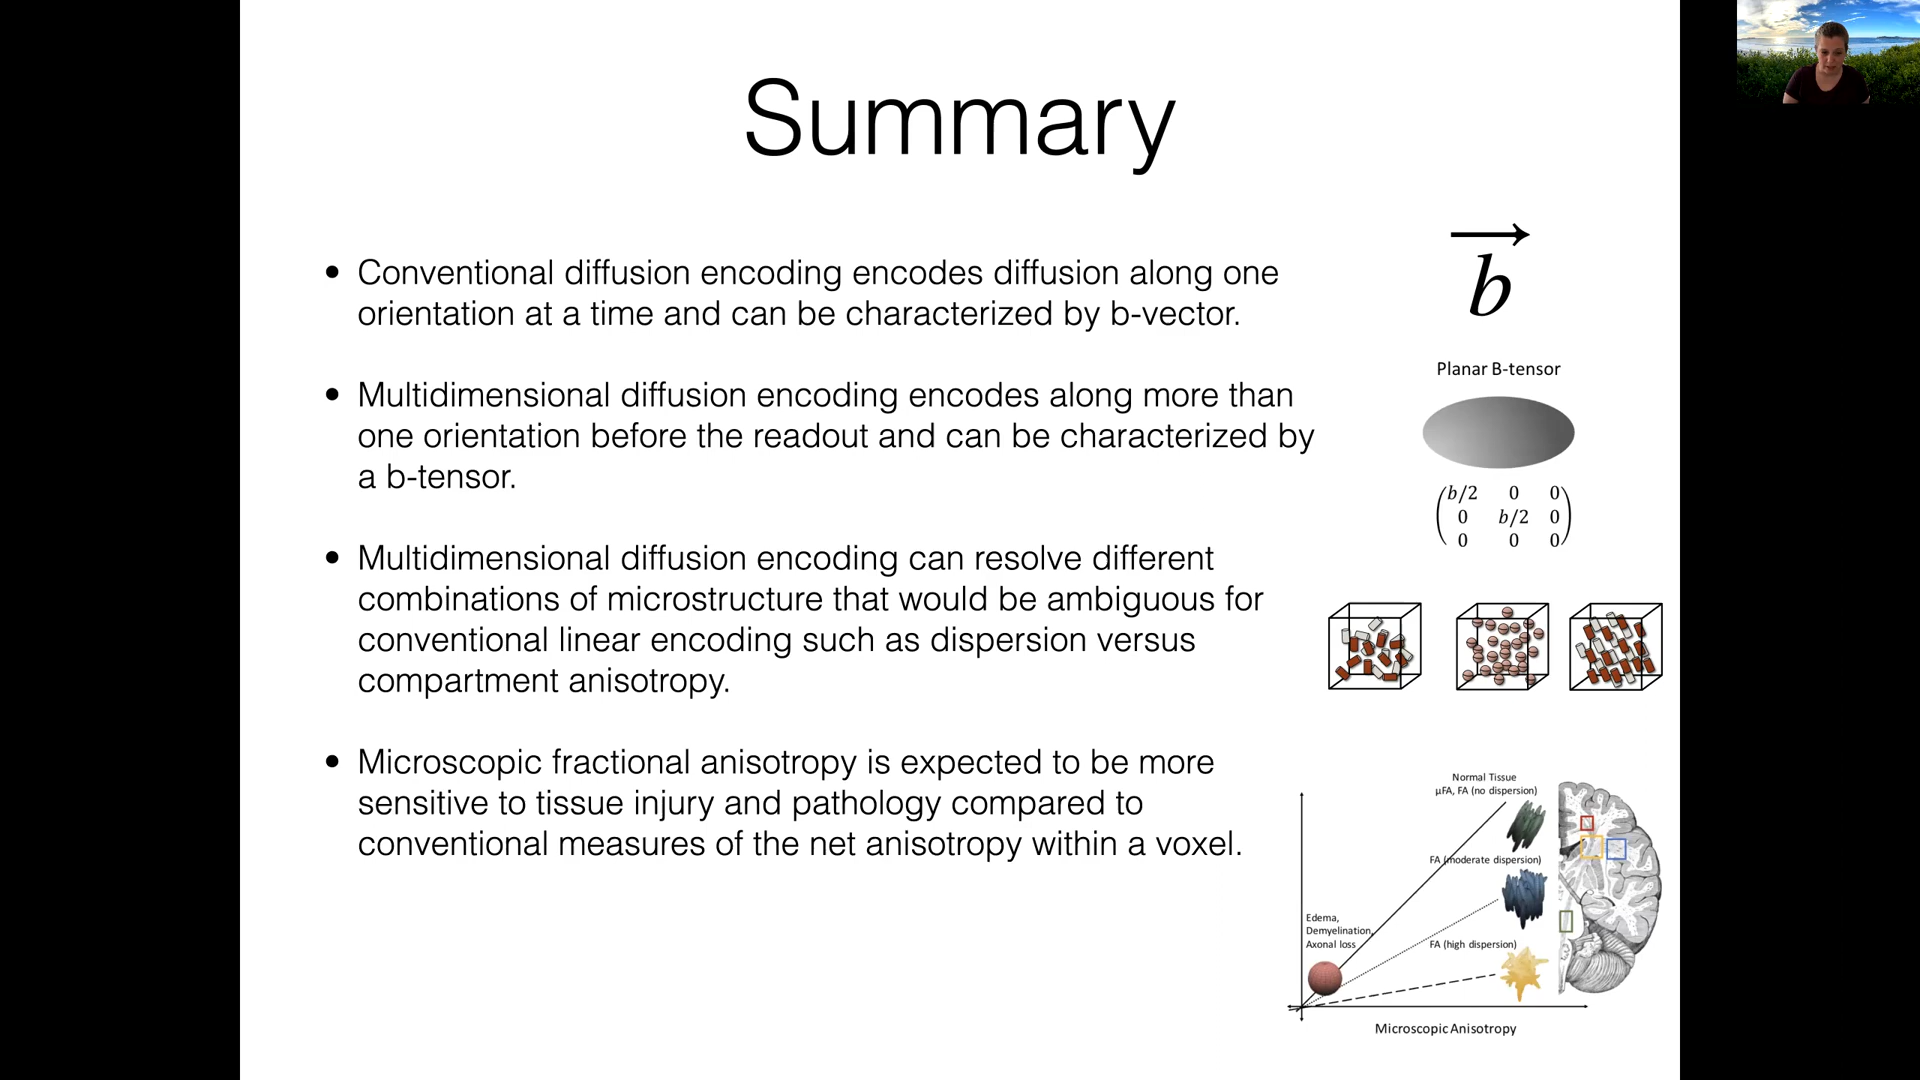 Summary
• Conventional diffusion encoding encodes diffusion along one
orientation at a time and can be characterized by b-vector.
• Multidimensional diffusion encoding encodes along more than
one orientation before the readout and can be characterized by
a b-tensor.
• Multidimensional diffusion encoding can resolve different
combinations of microstructure that would be ambiguous for
conventional linear encoding such as dispersion versus
compartment anisotropy.
• Microscopic fractional anisotropy is expected to be more
sensitive to tissue injury and pathology compared to
conventional measures of the net anisotropy within a voxel.
b
Planar B-tensor
b/2 0 0
0 b/2 0
0 0 0
Normal Tissue
μFA, FA (no dispersion)
FA (moderate dispersion)
Edema,
Demyelination,
Axonal loss
FA (high dispersion)
Microscopic Anisotropy